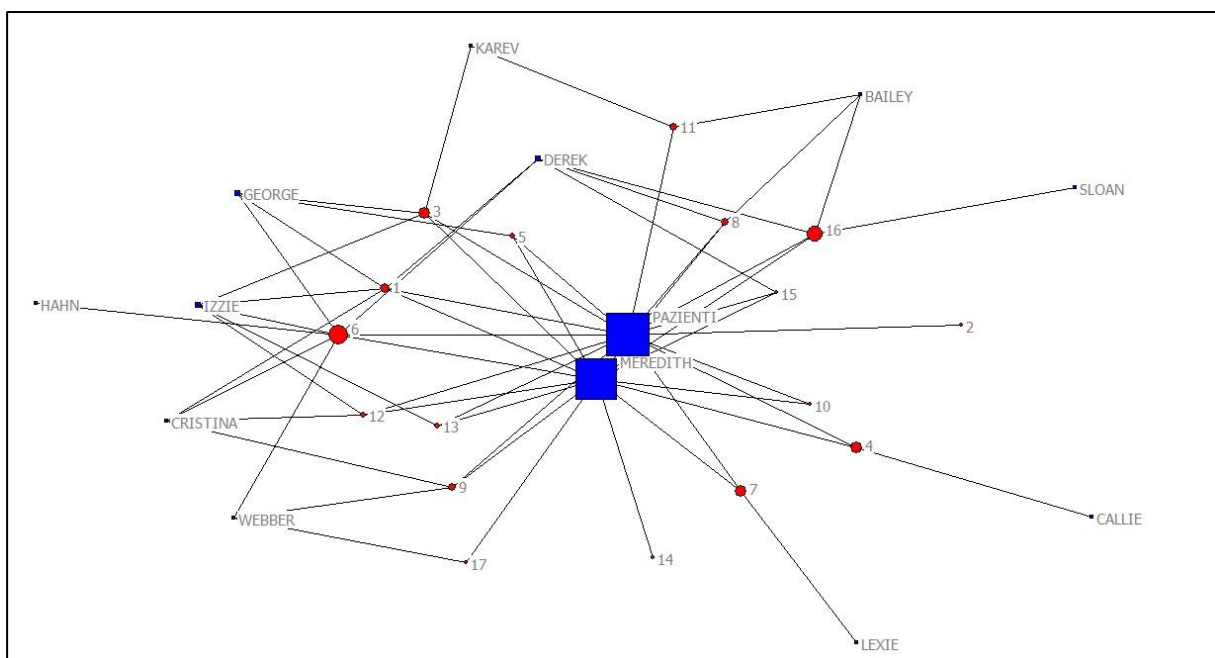 KAREV
BAILEY
11
DEREK
SLOAN
GEORGE
3
8
16
5
1
15
HAHN
IZZIE
PAZIENTI
6
2
MEREDITH
10
12
CRISTINA
13
4
9
7
WEBBER
CALLIE
14
17
LEXIE